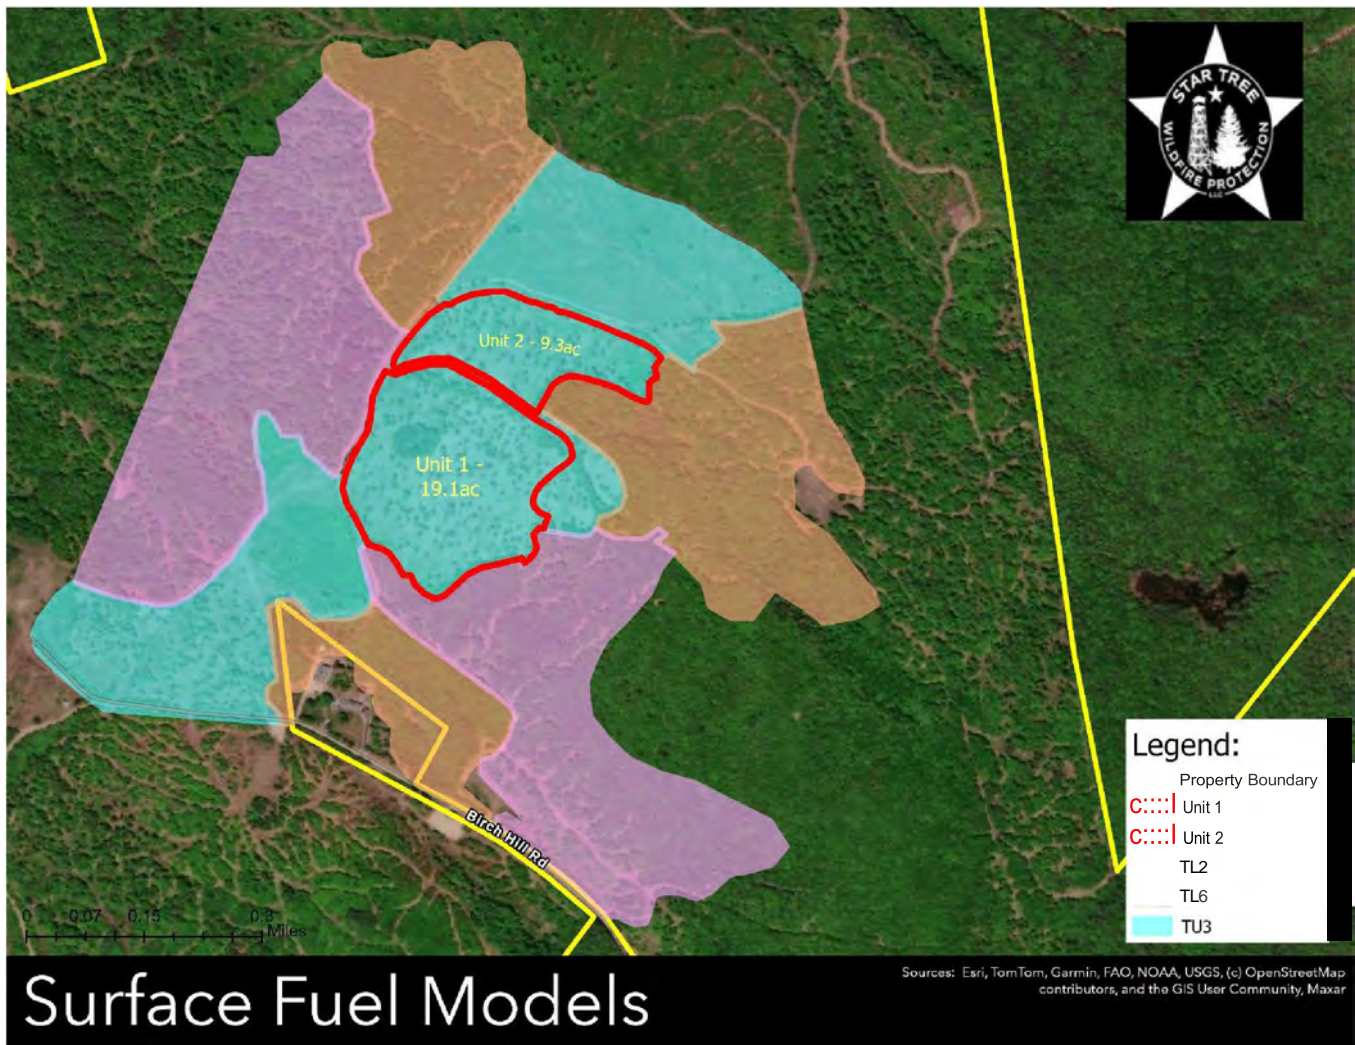 STAR TREE
WILDFIRE PROTECTION
LLC
Unit 2 - 9.3ac
Unit 1 -
19.1ac
Birch Hill Rd
Legend:
Property Boundary
C::::I Unit 1
C::::I Unit 2
TL2
TL6
TU3
0 0.07 0.15 0.3
Miles
Surface Fuel Models
Sources: Esri, TomTom, Garmin, FAO, NOAA, USGS, (c) OpenStreetMap
contributors, and the GIS User Community, Maxar